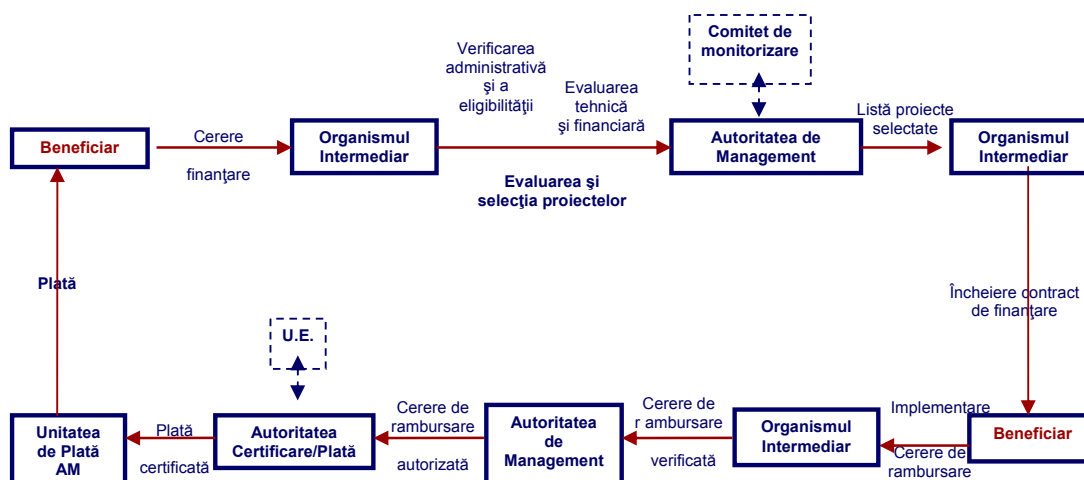 Comitet de
monitorizare
Verificarea
administrativă
şi a
eligibilităţii
Evaluarea
tehnică
şi financiară
Listă proiecte
selectate
Beneficiar
Cerere
finanţare
Organismul
Intermediar
Autoritatea de
Management
Organismul
Intermediar
Evaluarea şi
selecţia proiectelor
Plată
Încheiere contract
de finanţare
U.E.
Unitatea
de Plată
AM
Plată
certificată
Autoritatea
Certificare/Plată
Cerere de
rambursare
autorizată
Autoritatea
de
Management
Cerere de
r ambursare
verificată
Organismul
Intermediar
Implementare
Cerere de
rambursare
Beneficiar